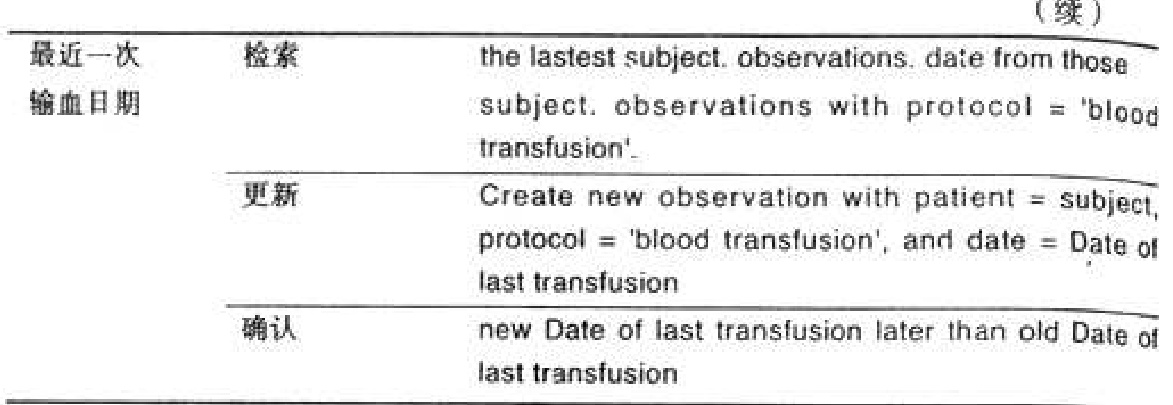 （续）
最近一次 检索 the lastest subject. observations. date from those
输血日期 subject. observations with protocol = 'blood
transfusion'.
更新 Create new observation with patient = subject,
protocol = 'blood transfusion', and date = Date of
last transfusion
确认 new Date of last transfusion later than old Date of
last transfusion